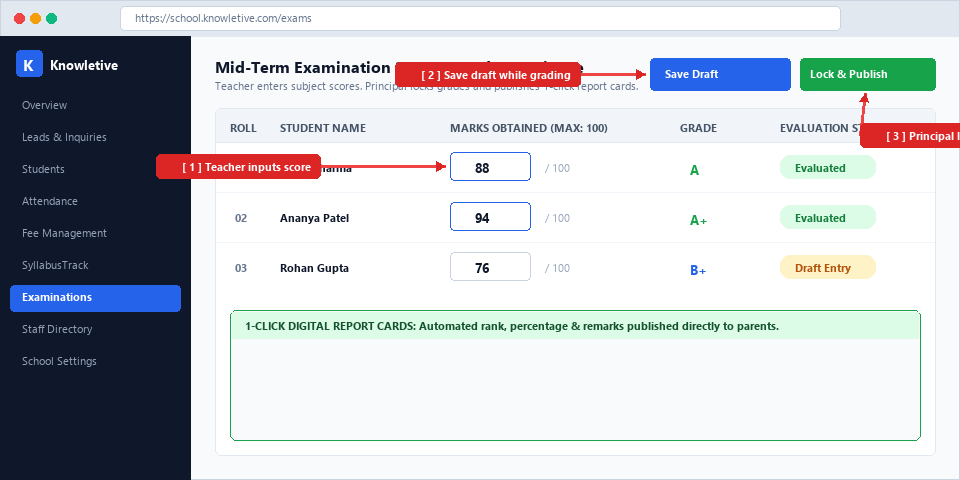 https://school.knowletive.com/exams
K Knowletive
Overview
Leads & Inquiries
Students
Attendance
Fee Management
SyllabusTrack
Examinations
Staff Directory
School Settings
Mid-Term Examination
[ 2 ] Save draft while grading
Save Draft
Lock & Publish
Teacher enters subject scores. Principal locks grades and publishes 1-click report cards.
[ 3 ] Principal
ROLL STUDENT NAME MARKS OBTAINED (MAX: 100) GRADE EVALUATION
[ 1 ] Teacher inputs score
88 / 100 A Evaluated
02 Ananya Patel 94 / 100 A+ Evaluated
03 Rohan Gupta 76 / 100 B+ Draft Entry
1-CLICK DIGITAL REPORT CARDS: Automated rank, percentage & remarks published directly to parents.